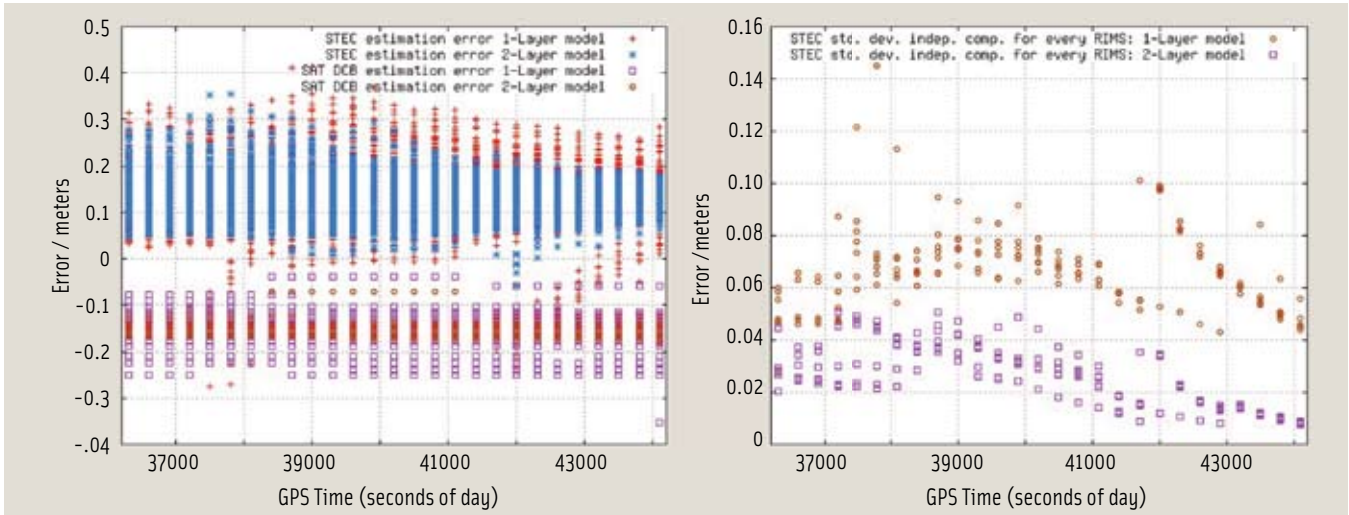 0.5
0.4
0.3
0.2
0.1
0
-0.1
-0.2
-0.3
-.04
Error / meters
STEC estimation error 1-Layer model
STEC estimation error 2-Layer model
SAT DCB estimation error 1-Layer model
SAT DCB estimation error 2-Layer model
37000 39000 41000 43000
GPS Time (seconds of day)
0.16
0.14
0.12
0.10
0.08
0.06
0.04
0.02
0
Error /meters
STEC std. dev. indep. comp. for every RIMS: 1-Layer model
STEC std. dev. indep. comp. for every RIMS: 2-Layer model
37000 39000 41000 43000
GPS Time (seconds of day)